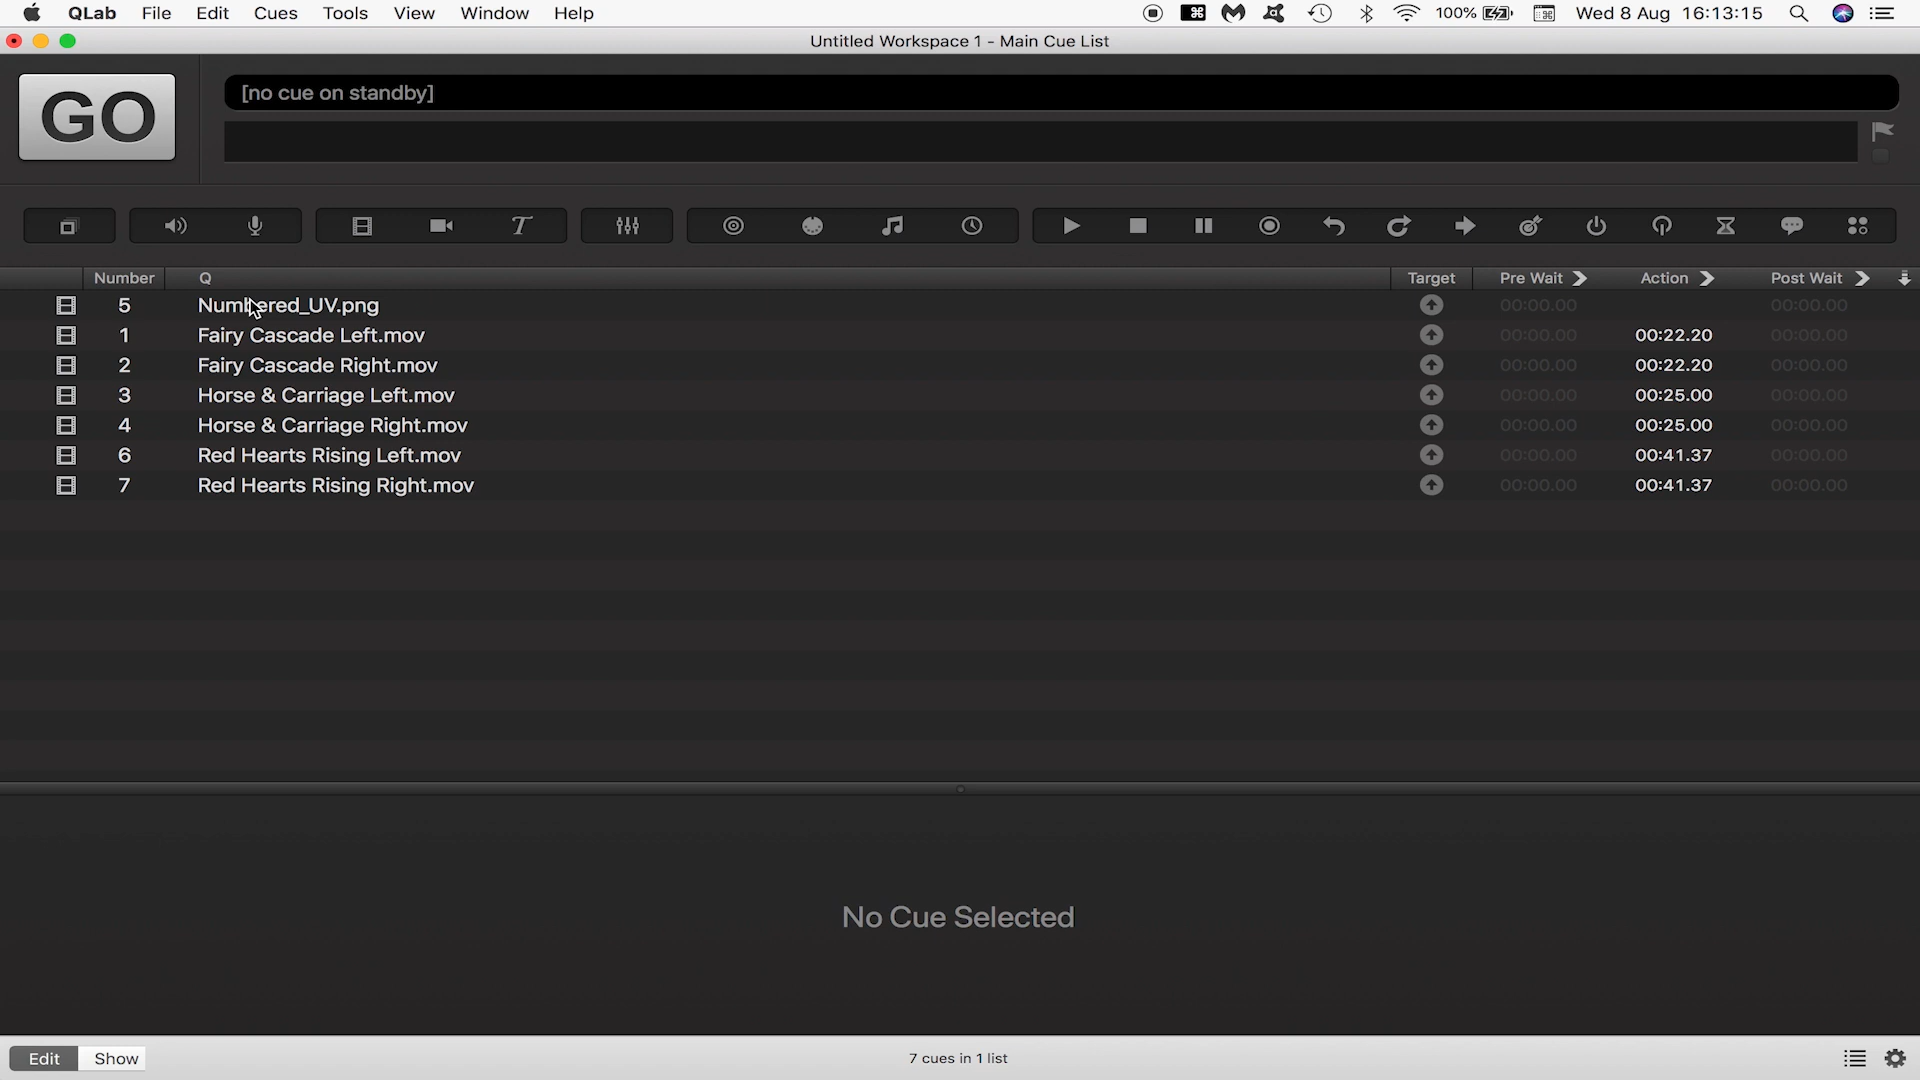 QLab File Edit Cues Tools View Window Help 100% Wed 8 Aug 16:13:15
Untitled Workspace 1 - Main Cue List
GO
[no cue on standby]
Number Q Target Pre Wait Action Post Wait
5 Numbered_UV.png 00:00.00 00:00.00
1 Fairy Cascade Left.mov 00:00.00 00:22.20 00:00.00
2 Fairy Cascade Right.mov 00:00.00 00:22.20 00:00.00
3 Horse & Carriage Left.mov 00:00.00 00:25.00 00:00.00
4 Horse & Carriage Right.mov 00:00.00 00:25.00 00:00.00
6 Red Hearts Rising Left.mov 00:00.00 00:41.37 00:00.00
7 Red Hearts Rising Right.mov 00:00.00 00:41.37 00:00.00
No Cue Selected
Edit Show 7 cues in 1 list